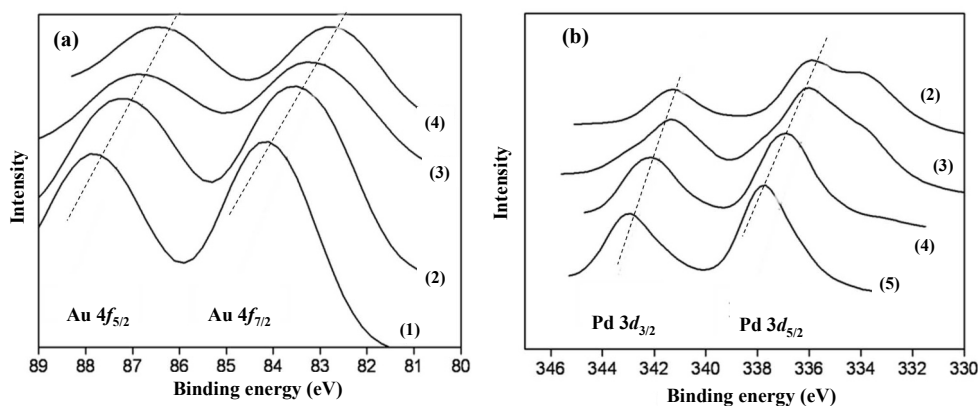 (a)
(4)
(3)
(2)
(1)
Au 4f5/2
Au 4f7/2
Intensity
89 88 87 86 85 84 83 82 81 80
Binding energy (eV)
(b)
(2)
(3)
(4)
(5)
Pd 3d3/2
Pd 3d5/2
Intensity
346 344 342 340 338 336 334 332 330
Binding energy (eV)